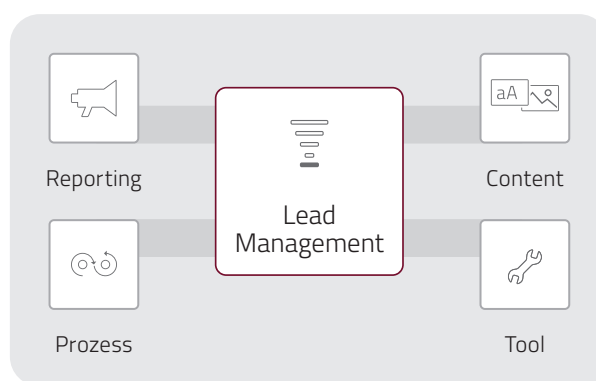 aA
Reporting
Content
Lead
Management
Prozess
Tool